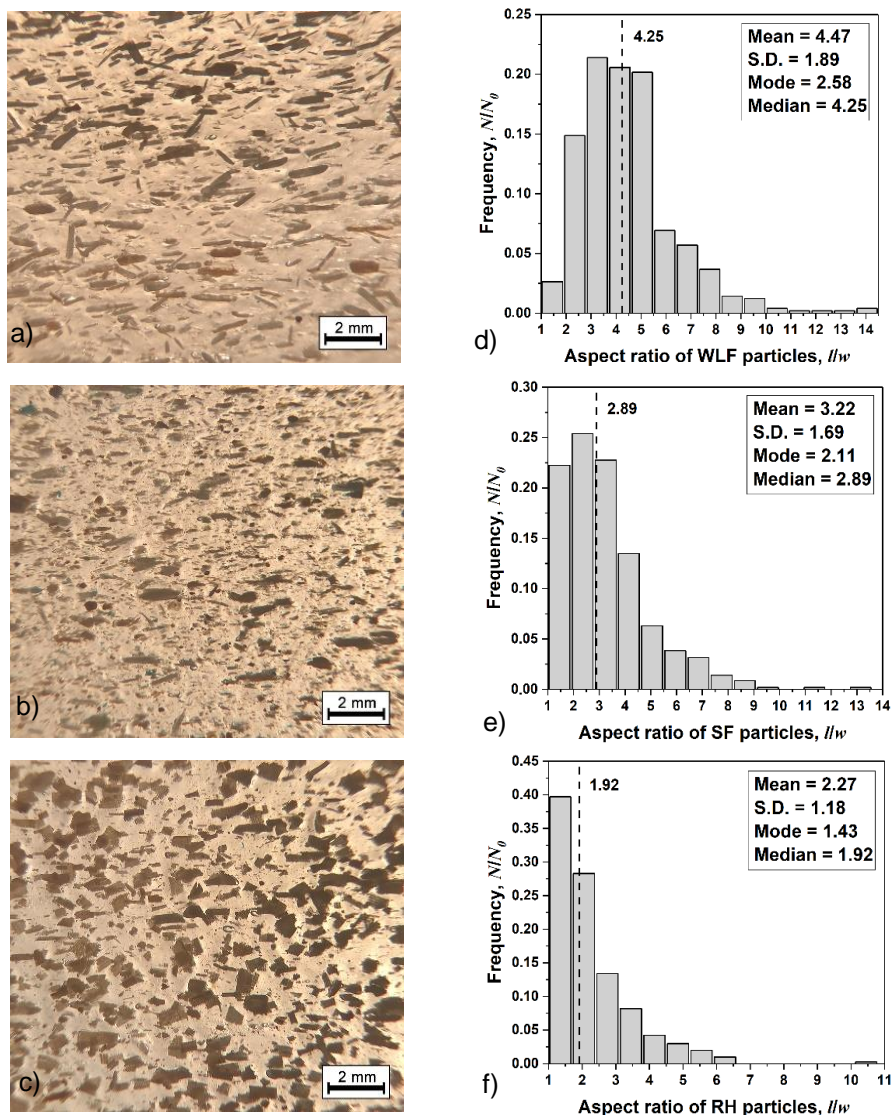 a)
2 mm
0.25
0.20
0.15
0.10
0.05
0.00
Frequency, N/N₀
4.25
Mean = 4.47
S.D. = 1.89
Mode = 2.58
Median = 4.25
1 2 3 4 5 6 7 8 9 10 11 12 13 14
d)
Aspect ratio of WLF particles, l/w
b)
2 mm
0.30
0.25
0.20
0.15
0.10
0.05
0.00
Frequency, N/N₀
2.89
Mean = 3.22
S.D. = 1.69
Mode = 2.11
Median = 2.89
1 2 3 4 5 6 7 8 9 10 11 12 13 14
e)
Aspect ratio of SF particles, l/w
c)
2 mm
0.45
0.40
0.35
0.30
0.25
0.20
0.15
0.10
0.05
0.00
Frequency, N/N₀
1.92
Mean = 2.27
S.D. = 1.18
Mode = 1.43
Median = 1.92
1 2 3 4 5 6 7 8 9 10 11
f)
Aspect ratio of RH particles, l/w